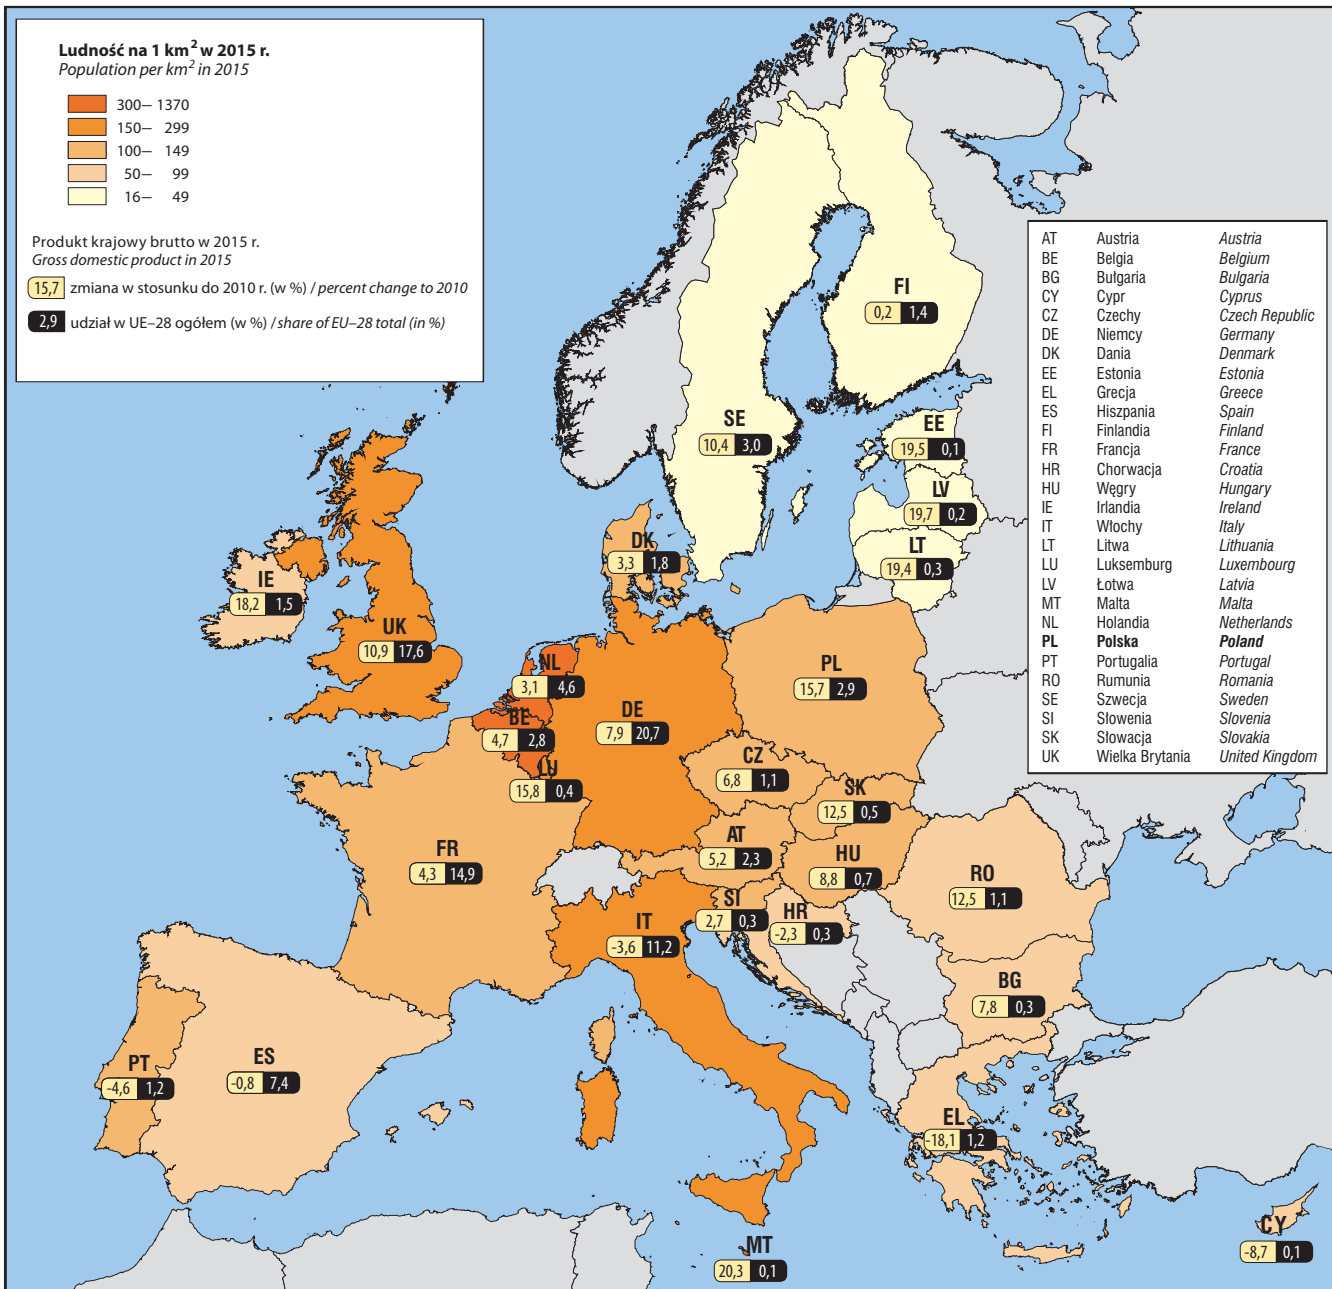 Ludność na 1 km² w 2015 r.
Population per km² in 2015
300– 1370
150– 299
100– 149
50– 99
16– 49
Produkt krajowy brutto w 2015 r.
Gross domestic product in 2015
15,7 zmiana w stosunku do 2010 r. (w %) / percent change to 2010
2,9 udział w UE–28 ogółem (w %) / share of EU–28 total (in %)
AT Austria Austria
BE Belgia Belgium
BG Bułgaria Bulgaria
CY Cypr Cyprus
CZ Czechy Czech Republic
DE Niemcy Germany
DK Dania Denmark
EE Estonia Estonia
EL Grecja Greece
ES Hiszpania Spain
FI Finlandia Finland
FR Francja France
HR Chorwacja Croatia
HU Węgry Hungary
IE Irlandia Ireland
IT Włochy Italy
LT Litwa Lithuania
LU Luksemburg Luxembourg
LV Łotwa Latvia
MT Malta Malta
NL Holandia Netherlands
PL Polska Poland
PT Portugalia Portugal
RO Rumunia Romania
SE Szwecja Sweden
SI Słowenia Slovenia
SK Słowacja Slovakia
UK Wielka Brytania United Kingdom
FI
0,2 1,4
SE
10,4 3,0
EE
19,5 0,1
LV
19,7 0,2
LT
19,4 0,3
DK
3,3 1,8
IE
18,2 1,5
UK
10,9 17,6
NL
3,1 4,6
PL
15,7 2,9
BE
4,7 2,8
DE
7,9 20,7
LU
15,8 0,4
CZ
6,8 1,1
SK
12,5 0,5
AT
5,2 2,3
HU
8,8 0,7
FR
4,3 14,9
RO
12,5 1,1
SI
2,7 0,3
HR
-2,3 0,3
IT
-3,6 11,2
BG
7,8 0,3
PT
-4,6 1,2
ES
-0,8 7,4
EL
-18,1 1,2
MT
20,3 0,1
CY
-8,7 0,1